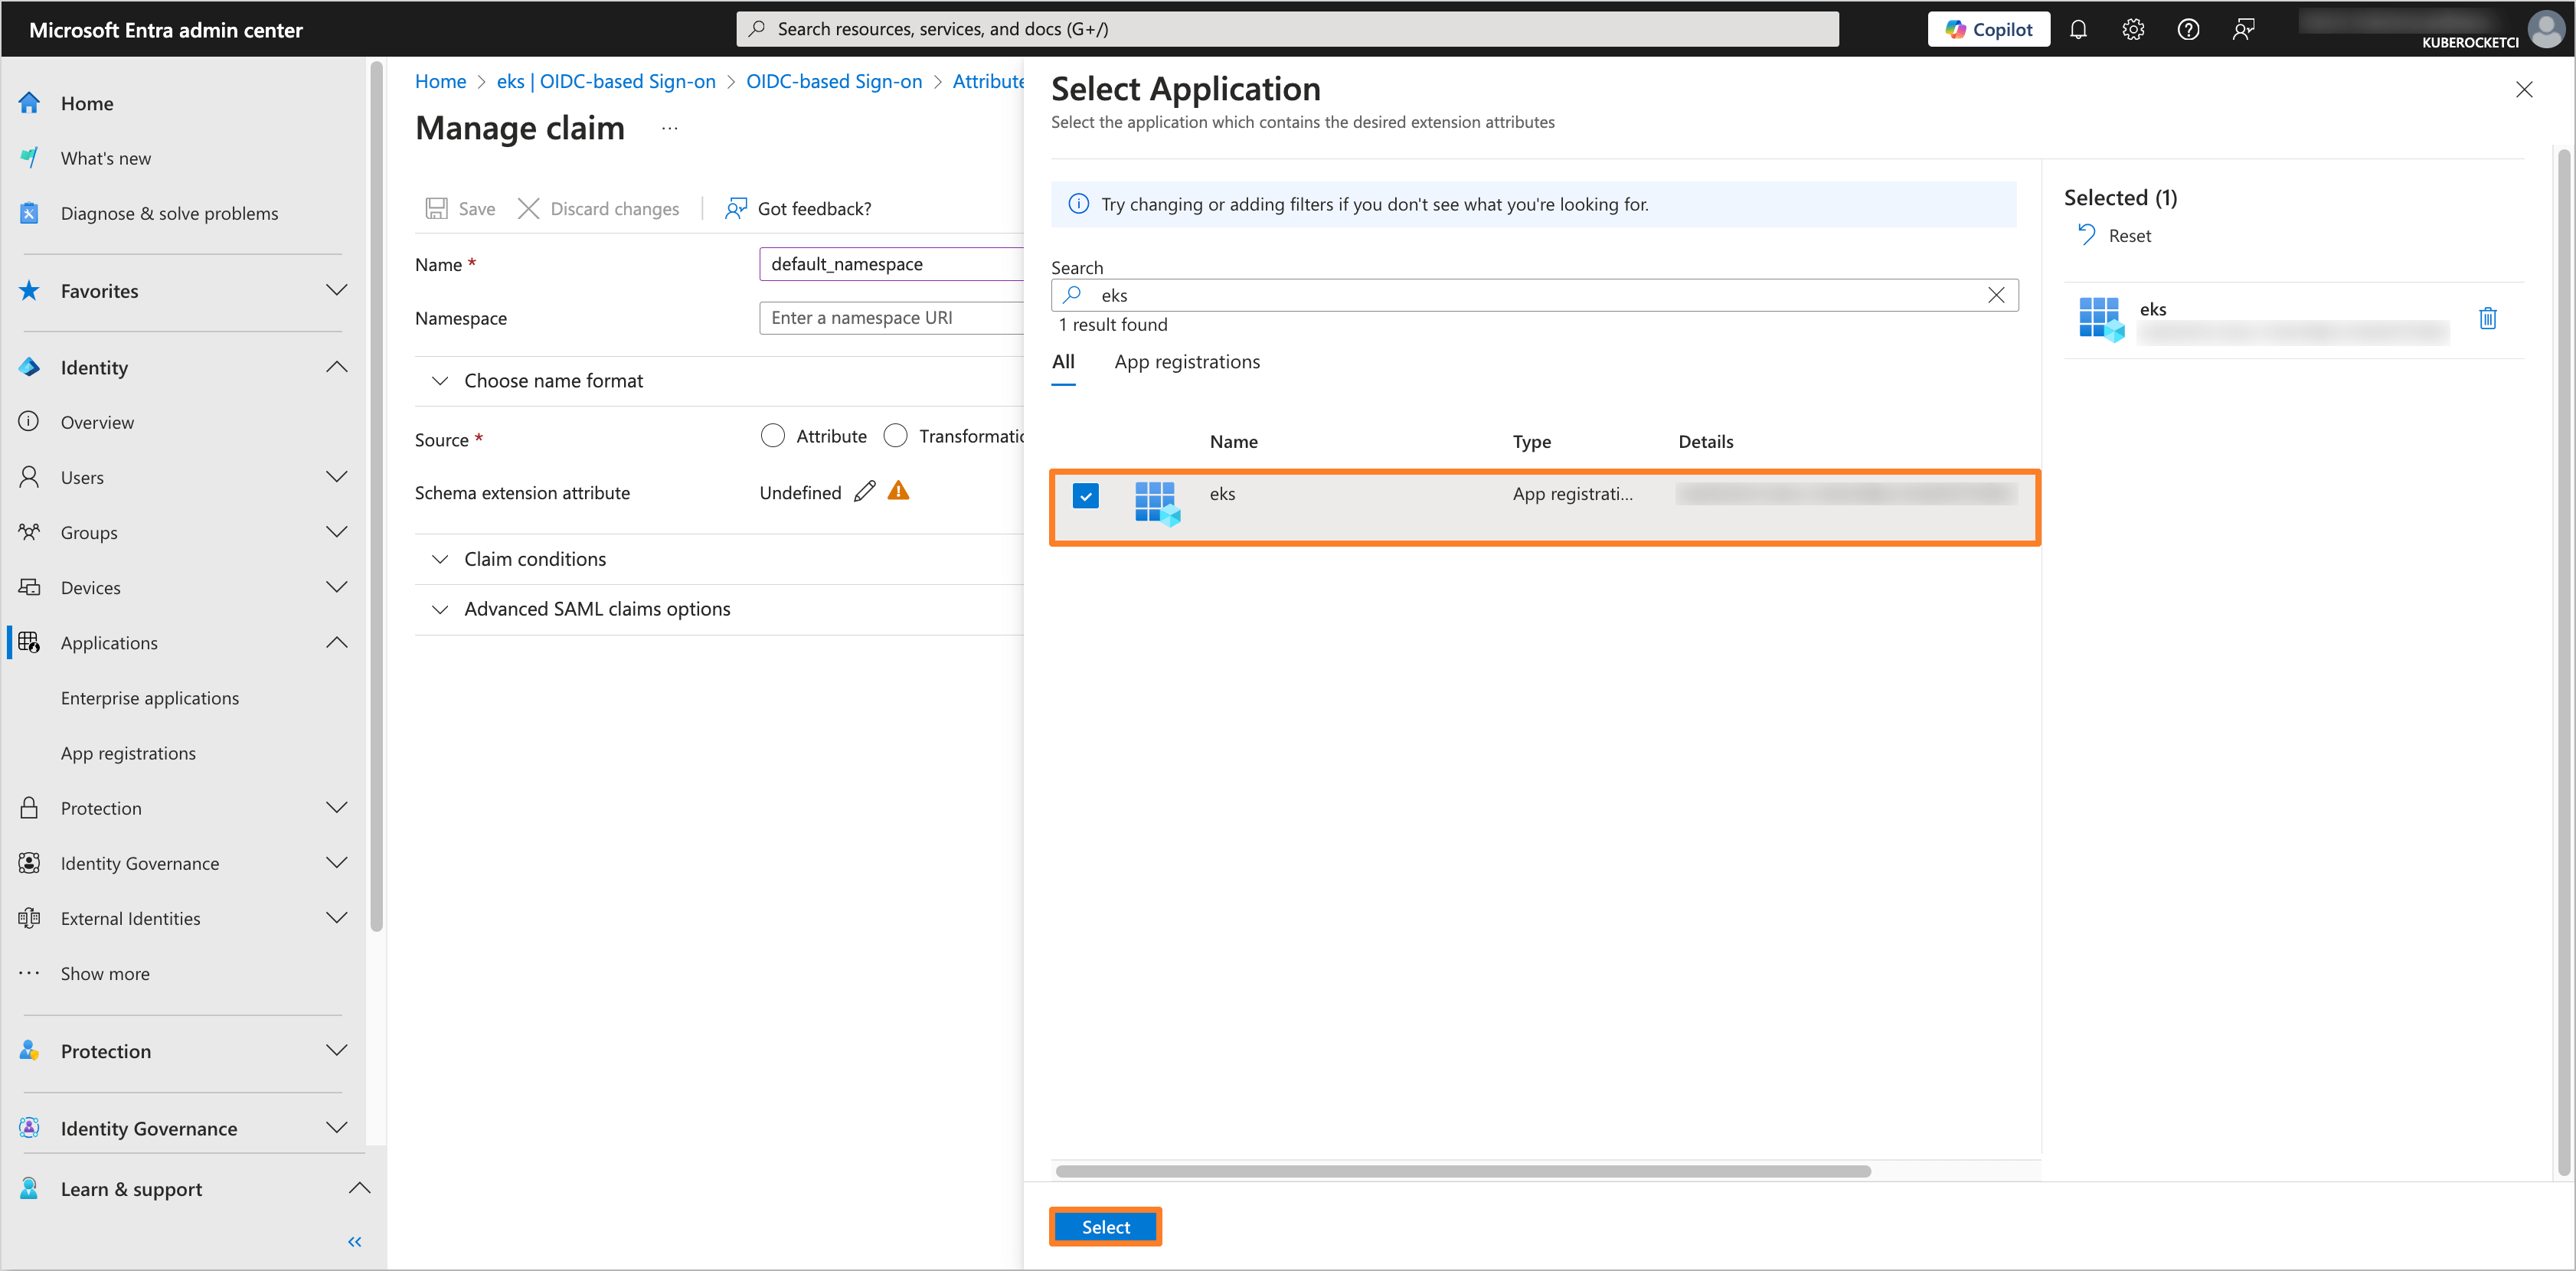 Microsoft Entra admin center
Search resources, services, and docs (G+/)
Copilot
KUBEROCKETCI
Home
What's new
Diagnose & solve problems
Favorites
Identity
Overview
Users
Groups
Devices
Applications
Enterprise applications
App registrations
Protection
Identity Governance
External Identities
Show more
Protection
Identity Governance
Learn & support
Home > eks | OIDC-based Sign-on > OIDC-based Sign-on > Attribute
Manage claim ...
Save Discard changes Got feedback?
Name * default_namespace
Namespace Enter a namespace URI
Choose name format
Source * Attribute Transformatio
Schema extension attribute Undefined
Claim conditions
Advanced SAML claims options
Select Application
Select the application which contains the desired extension attributes
Try changing or adding filters if you don't see what you're looking for.
Search
eks
1 result found
All App registrations
Name Type Details
eks App registrati...
Select
Selected (1)
Reset
eks